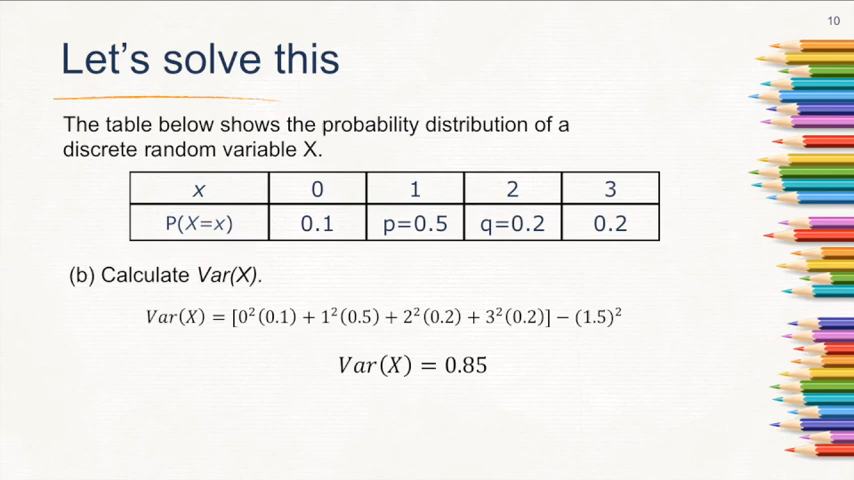 10
Let's solve this
The table below shows the probability distribution of a
discrete random variable X.
x 0 1 2 3
P(X=x) 0.1 p=0.5 q=0.2 0.2
(b) Calculate Var(X).
Var(X) = [0²(0.1) + 1²(0.5) + 2²(0.2) + 3²(0.2)] − (1.5)²
Var(X) = 0.85